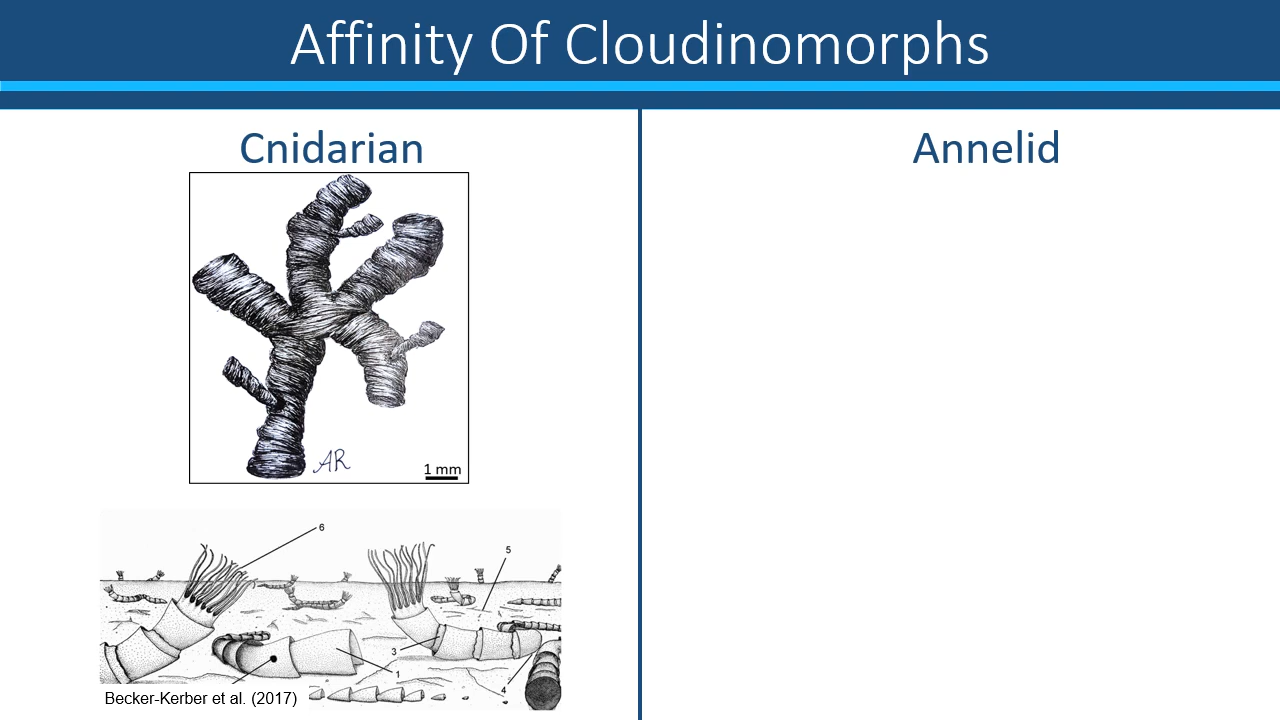 Affinity Of Cloudinomorphs
Cnidarian
Annelid
AR
1 mm
6
5
3
1
4
Becker-Kerber et al. (2017)